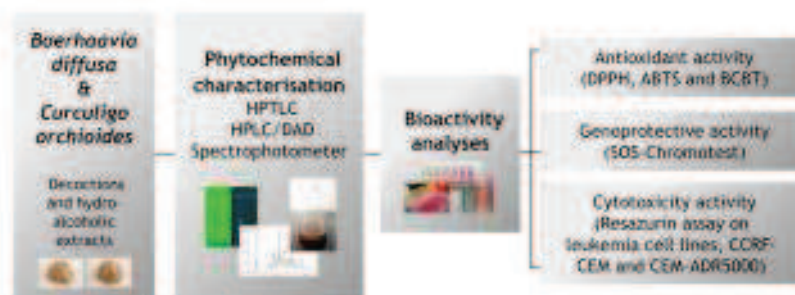 Boerhaavia
diffusa
&
Curculigo
orchioides
Decoctions
and hydro-
alcoholic
extracts
Phytochemical
characterisation
HPTLC
HPLC/DAD
Spectrophotometer
Bioactivity
analyses
Antioxidant activity
(DPPH, ABTS and BCBT)
Genoprotective activity
(SOS-Chromotest)
Cytotoxicity activity
(Resazurin assay on
leukemia cell lines, CCRF-
CEM and CEM-ADR5000)